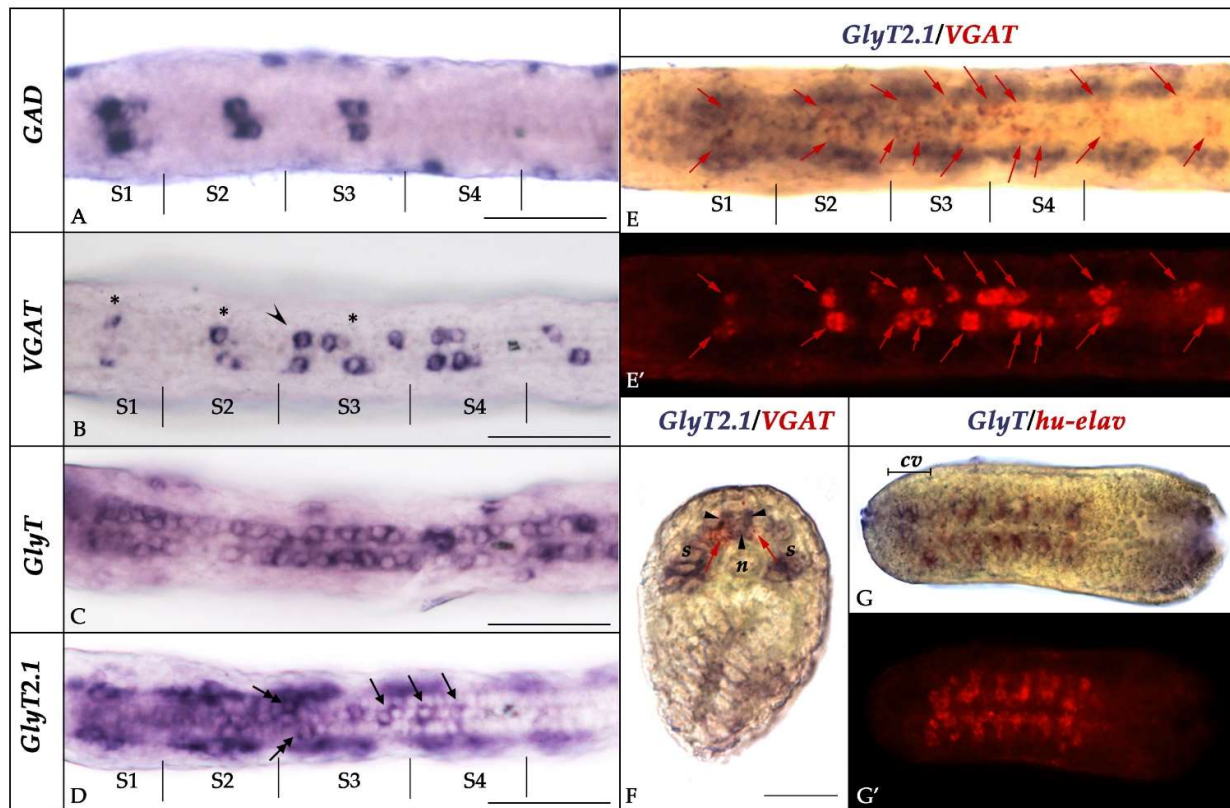 GAD
S1 S2 S3 S4
A
VGAT
* * *
S1 S2 S3 S4
B
GlyT
C
GlyT2.1
S1 S2 S3 S4
D
GlyT2.1/VGAT
S1 S2 S3 S4
E
E′
GlyT2.1/VGAT
s s
n
F
GlyT/hu-elav
cv
G
G′